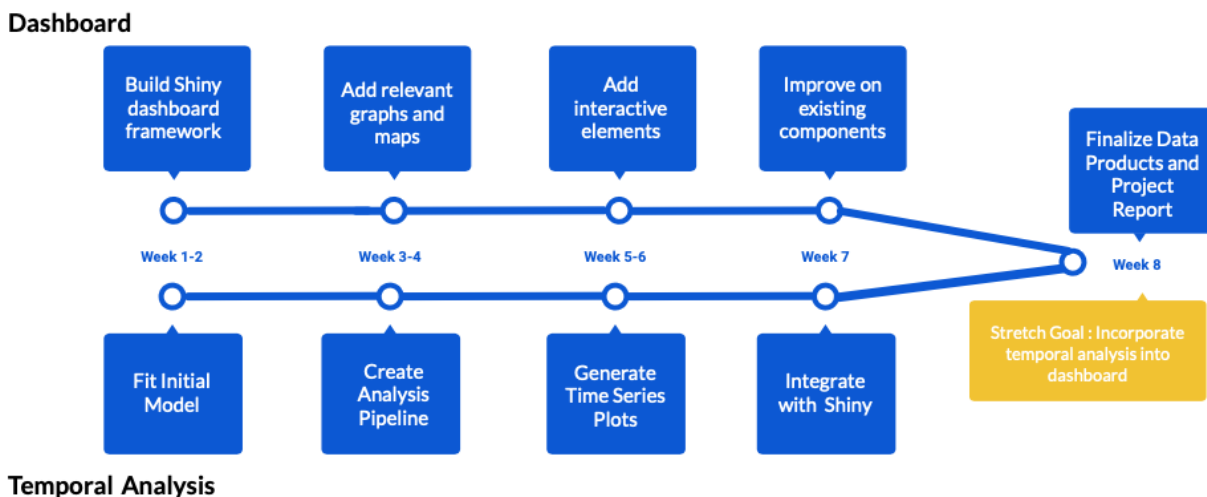 Dashboard
Build Shiny
dashboard
framework
Add relevant
graphs and
maps
Add
interactive
elements
Improve on
existing
components
Finalize Data
Products and
Project
Report
Week 1-2
Week 3-4
Week 5-6
Week 7
Week 8
Fit Initial
Model
Create
Analysis
Pipeline
Generate
Time Series
Plots
Integrate
with Shiny
Stretch Goal : Incorporate
temporal analysis into
dashboard
Temporal Analysis